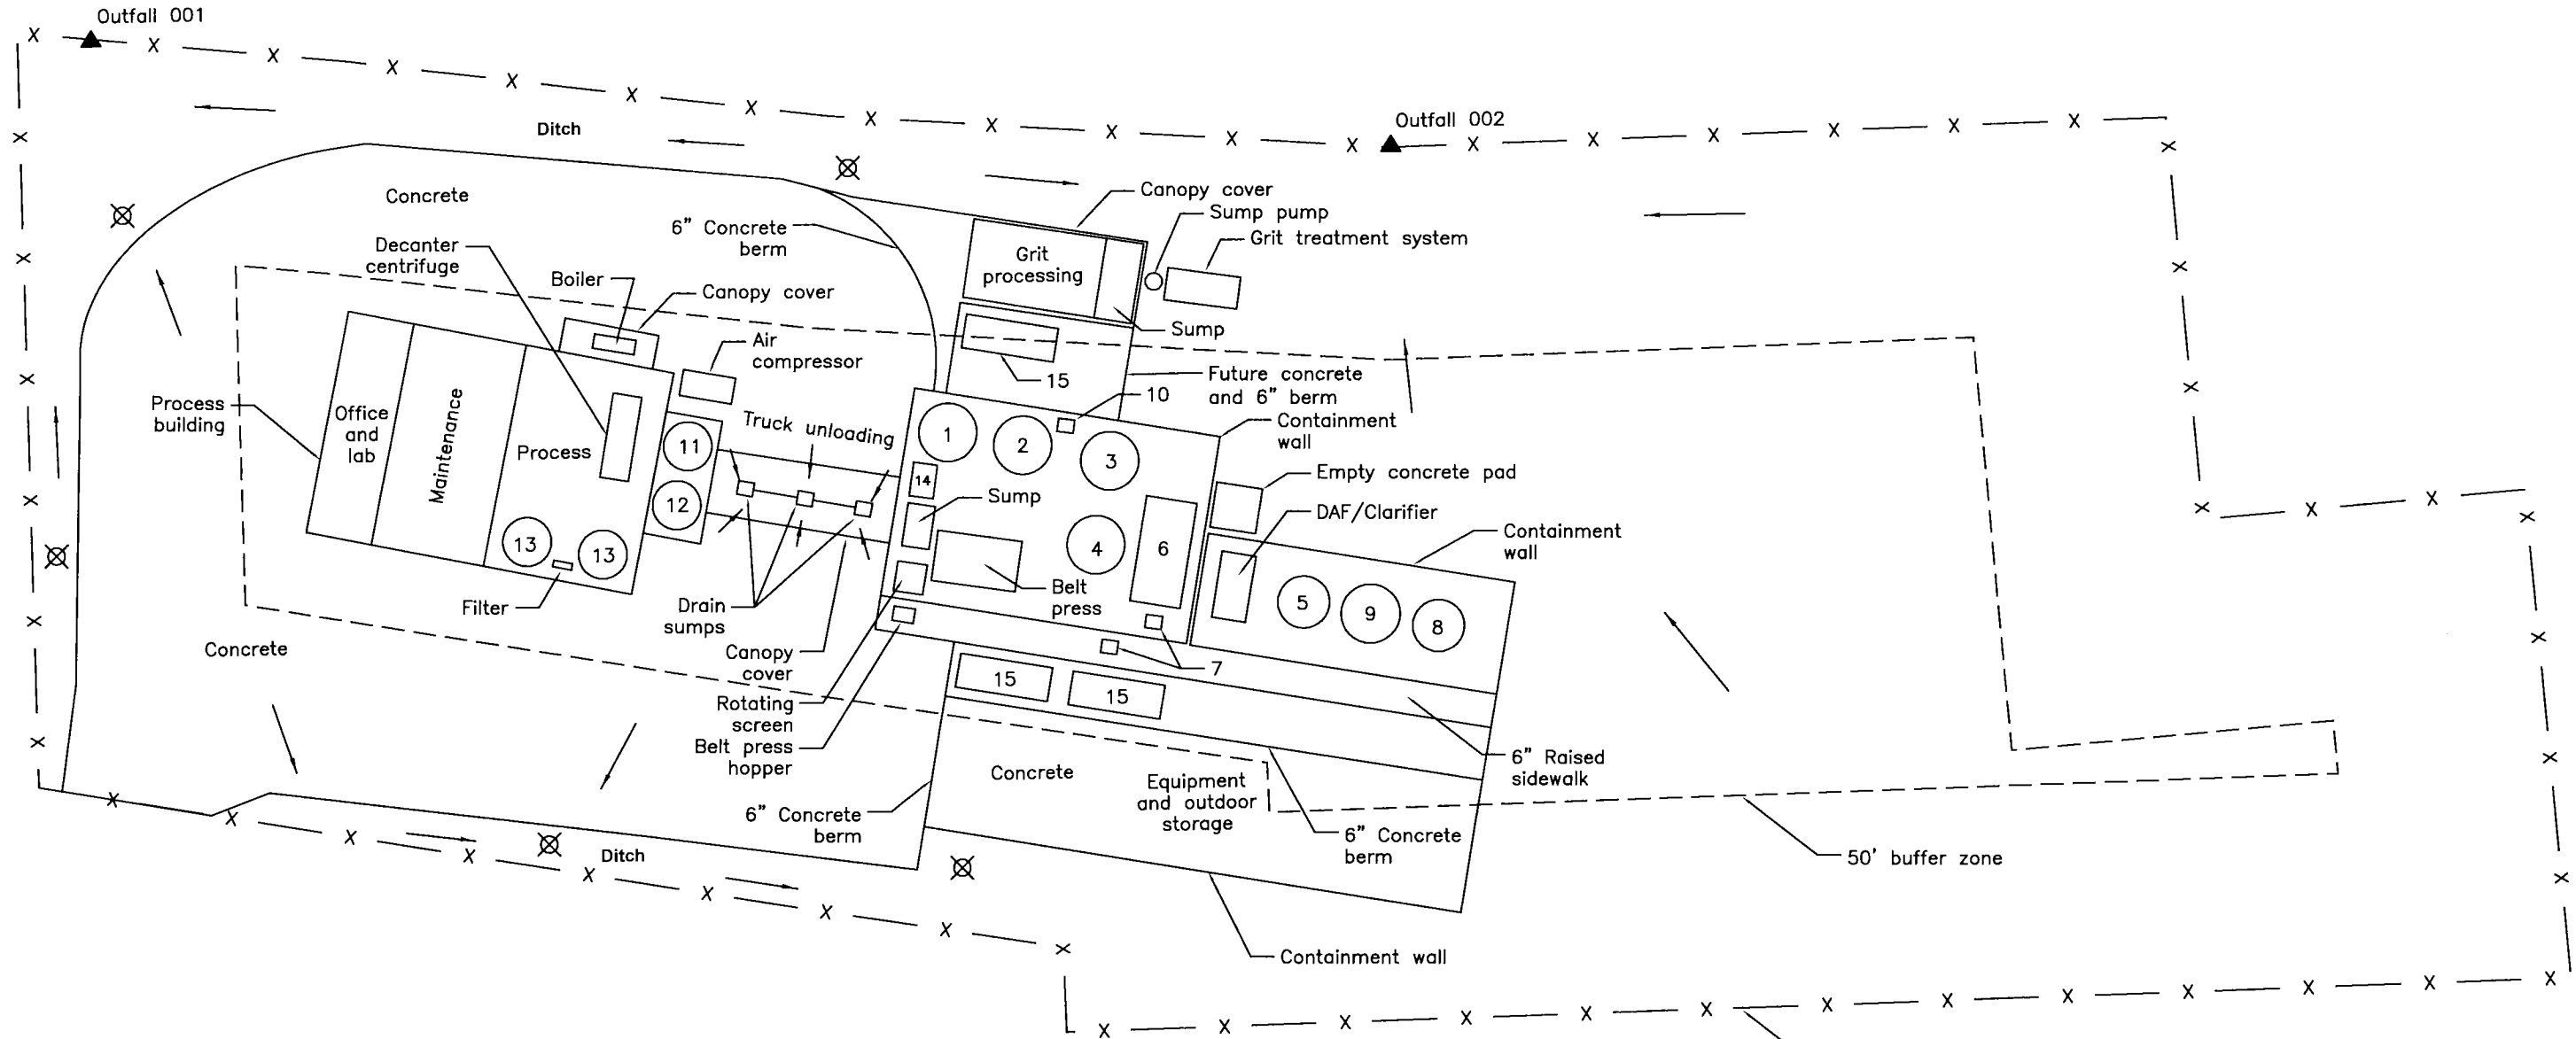 Outfall 001
Outfall 002
Ditch
Canopy cover
Sump pump
Grit treatment system
Concrete
6" Concrete
berm
Grit
processing
Decanter
centrifuge
Boiler
Canopy cover
Sump
Air
compressor
15
Future concrete
and 6" berm
10
Process
building
Office
and
lab
Maintenance
Process
Truck unloading
Containment
wall
1
2
3
11
12
14
Sump
Empty concrete pad
DAF/Clarifier
Containment
wall
13
13
4
6
Belt
press
5
9
8
Filter
Drain
sumps
Concrete
Canopy
cover
7
15
15
Rotating
screen
Belt press
hopper
6" Raised
sidewalk
Concrete
Equipment
and outdoor
storage
6" Concrete
berm
6" Concrete
berm
Ditch
50' buffer zone
Containment wall